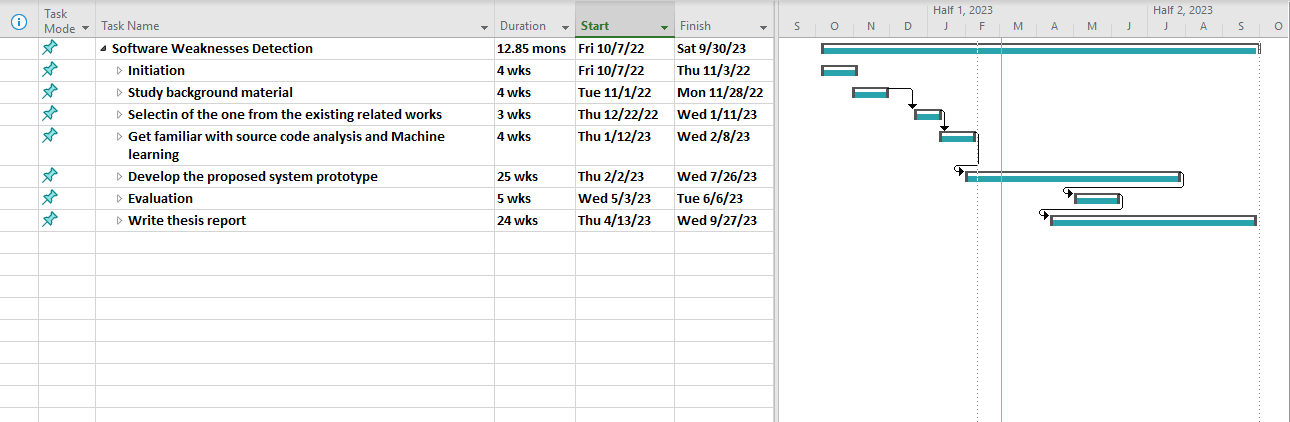 Half 1, 2023 Half 2, 2023
Task Mode Task Name Duration Start Finish S O N D J F M A M J J A S O
Software Weaknesses Detection 12.85 mons Fri 10/7/22 Sat 9/30/23
Initiation 4 wks Fri 10/7/22 Thu 11/3/22
Study background material 4 wks Tue 11/1/22 Mon 11/28/22
Selectin of the one from the existing related works 3 wks Thu 12/22/22 Wed 1/11/23
Get familiar with source code analysis and Machine 4 wks Thu 1/12/23 Wed 2/8/23
learning
Develop the proposed system prototype 25 wks Thu 2/2/23 Wed 7/26/23
Evaluation 5 wks Wed 5/3/23 Tue 6/6/23
Write thesis report 24 wks Thu 4/13/23 Wed 9/27/23